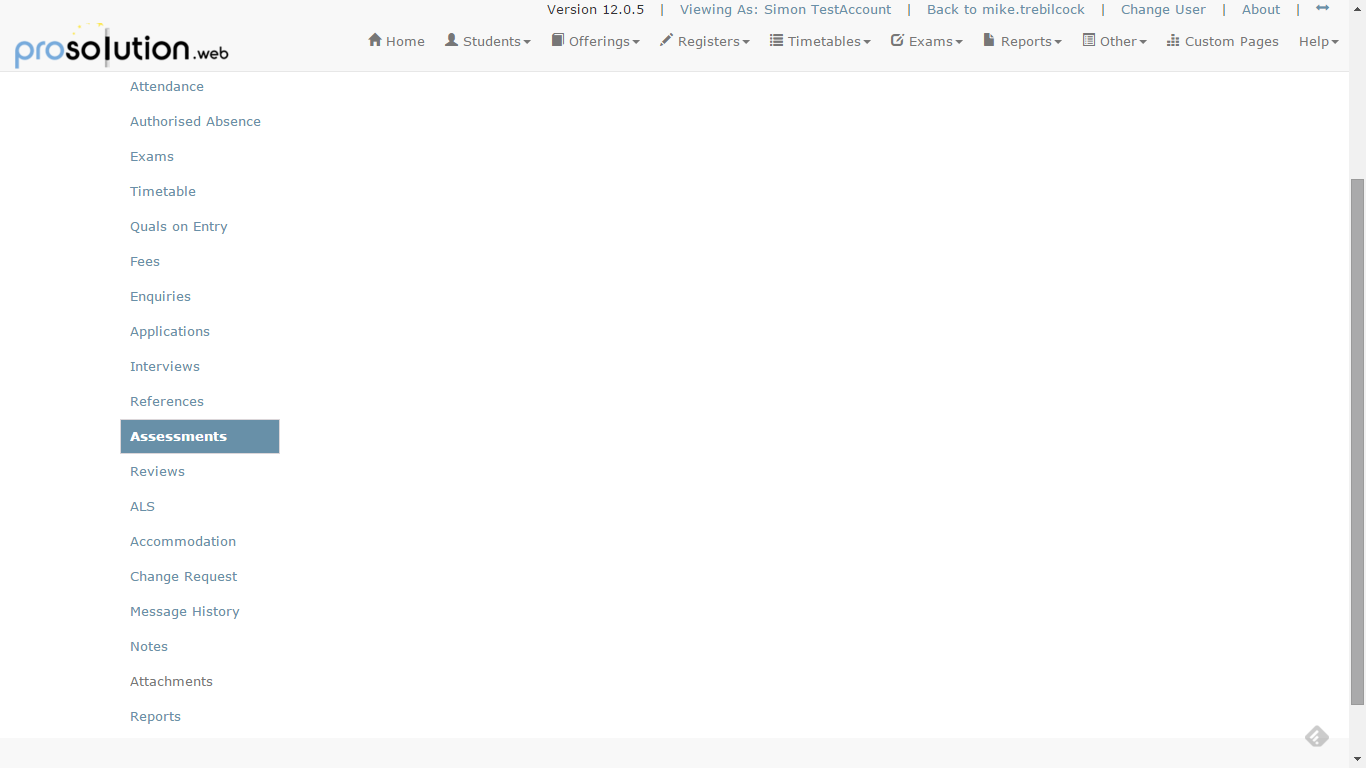 Version 12.0.5 | Viewing As: Simon TestAccount | Back to mike.trebilcock | Change User | About |
prosolution.web
Home Students Offerings Registers Timetables Exams Reports Other Custom Pages Help
Attendance
Authorised Absence
Exams
Timetable
Quals on Entry
Fees
Enquiries
Applications
Interviews
References
Assessments
Reviews
ALS
Accommodation
Change Request
Message History
Notes
Attachments
Reports